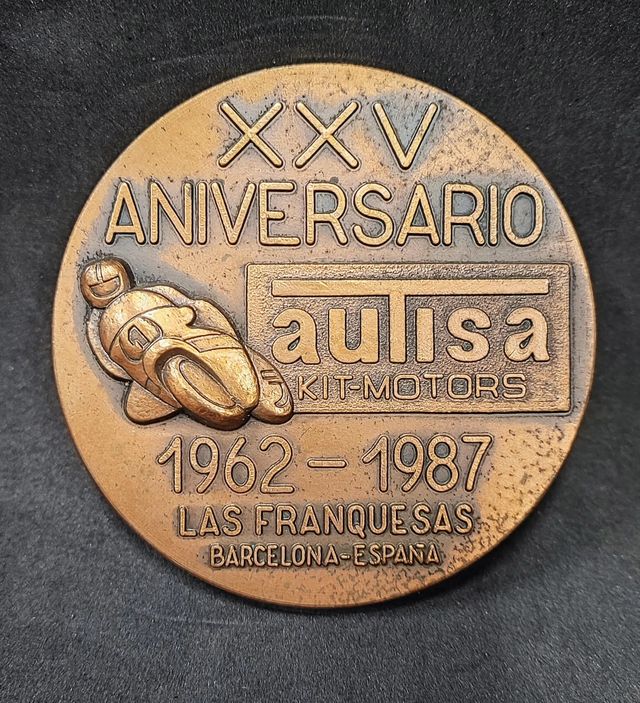 XXV
ANIVERSARIO
auTisa
KIT-MOTORS
1962-1987
LAS FRANQUESAS
BARCELONA-ESPAÑA